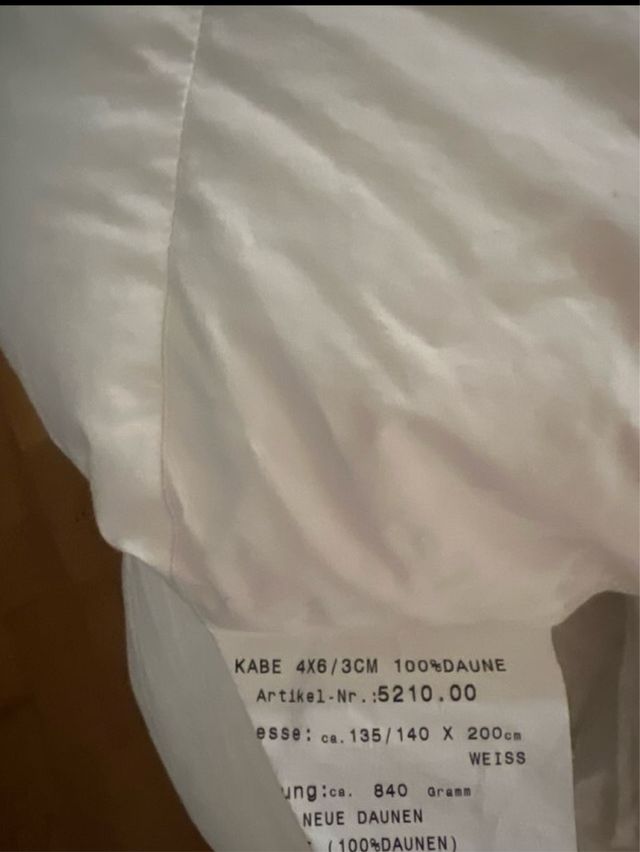 KABE 4X6/3CM 100%DAUNE
Artikel-Nr.:5210.00
esse: ca.135/140 X 200cm
WEISS
ung:ca. 840 Gramm
NEUE DAUNEN
(100%DAUNEN)